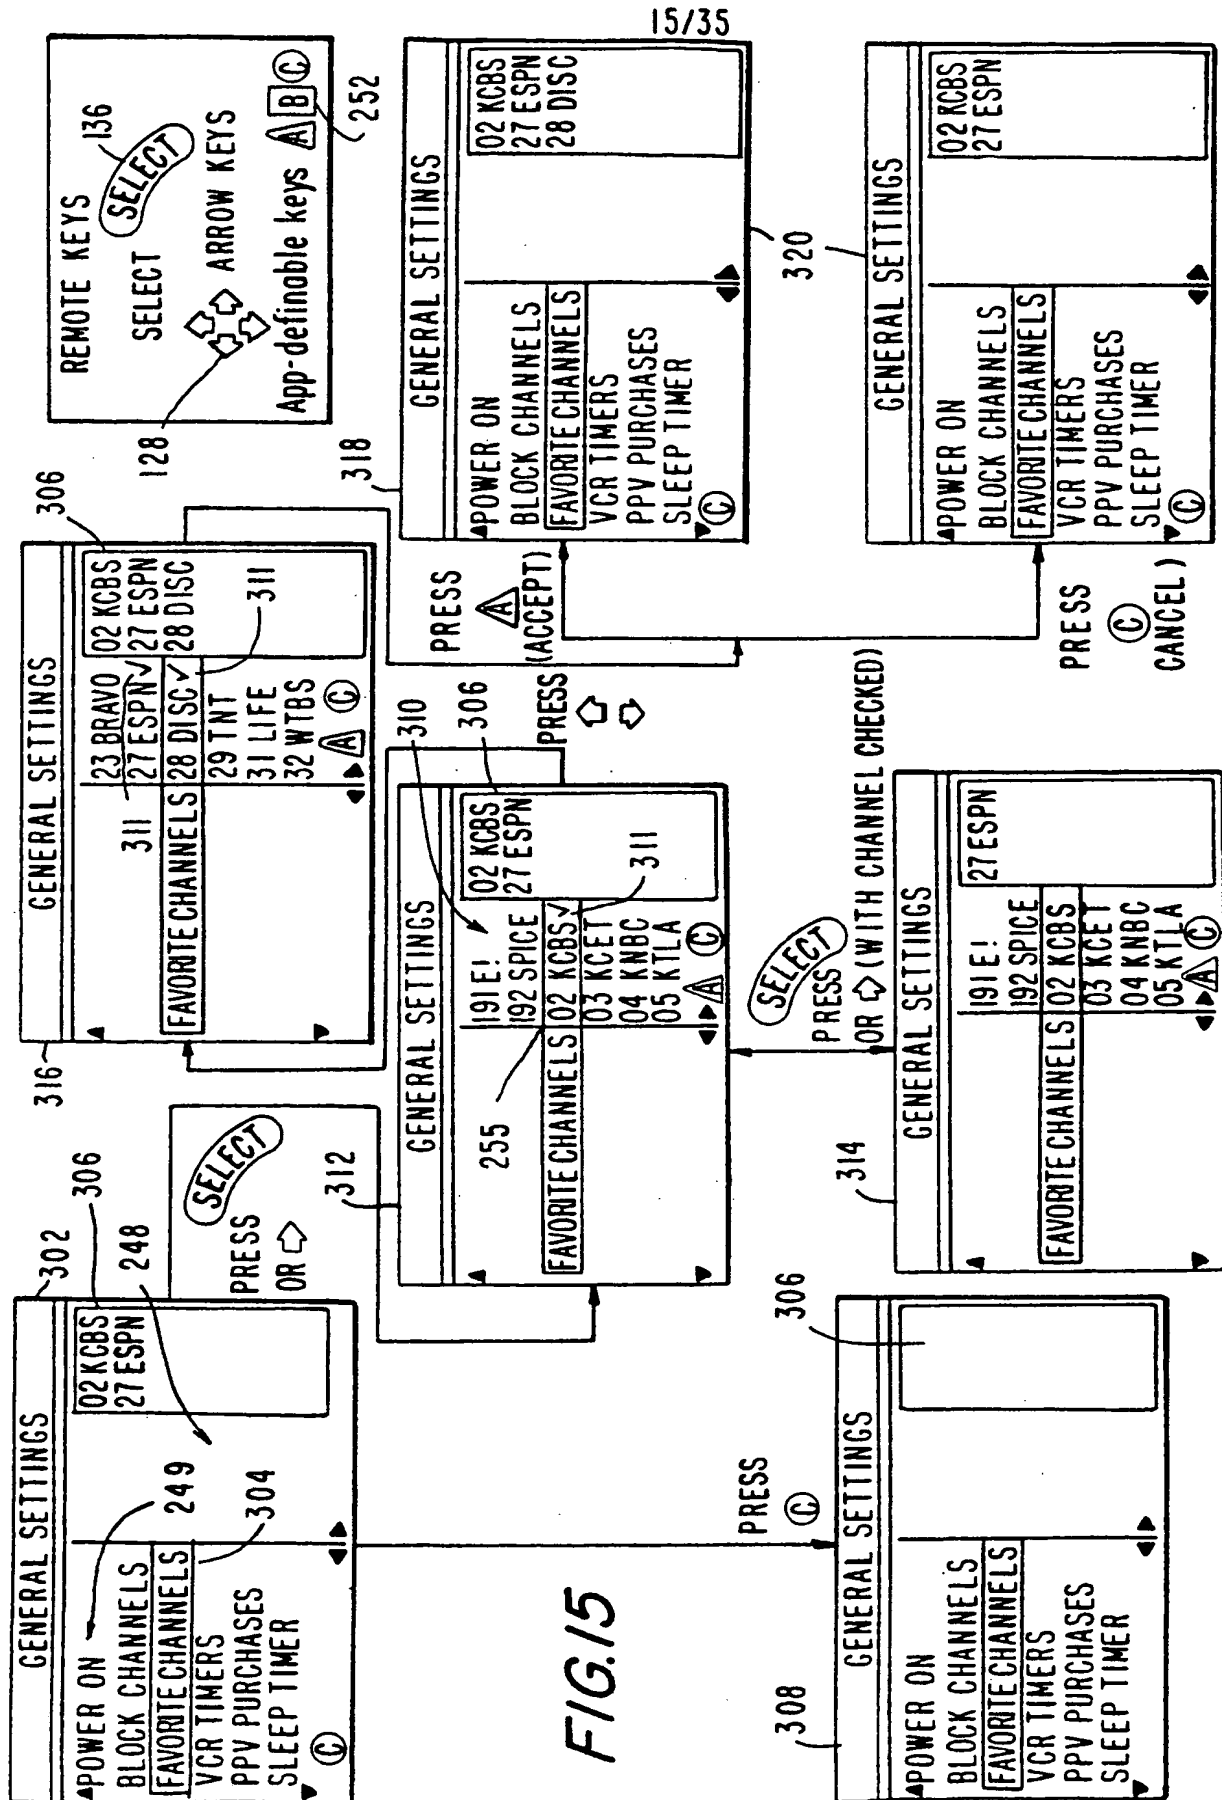 15/35
REMOTE KEYS
136
SELECT
SELECT
ARROW KEYS
128
App-definable keys A B C
252
GENERAL SETTINGS
302
POWER ON
BLOCK CHANNELS
FAVORITE CHANNELS
VCR TIMERS
PPV PURCHASES
SLEEP TIMER
C
249
304
248
306
02 KCBS
27 ESPN
PRESS
SELECT
OR
PRESS
C
308
GENERAL SETTINGS
POWER ON
BLOCK CHANNELS
FAVORITE CHANNELS
VCR TIMERS
PPV PURCHASES
SLEEP TIMER
306
312
GENERAL SETTINGS
255
310
306
191 E!
192 SPICE
FAVORITE CHANNELS 02 KCBS ✓
03 KCET
04 KNBC
05 KTLA
A C
02 KCBS
27 ESPN
311
SELECT
PRESS
OR (WITH CHANNEL CHECKED)
314
GENERAL SETTINGS
191 E!
192 SPICE
FAVORITE CHANNELS 02 KCBS
03 KCET
04 KNBC
05 KTLA
A C
27 ESPN
PRESS
316
GENERAL SETTINGS
306
311
23 BRAVO
27 ESPN ✓
FAVORITE CHANNELS 28 DISC ✓
29 TNT
31 LIFE
32 WTBS
A C
02 KCBS
27 ESPN
28 DISC
311
PRESS
A
(ACCEPT)
318
GENERAL SETTINGS
POWER ON
BLOCK CHANNELS
FAVORITE CHANNELS
VCR TIMERS
PPV PURCHASES
SLEEP TIMER
C
02 KCBS
27 ESPN
28 DISC
320
PRESS
C
CANCEL)
GENERAL SETTINGS
POWER ON
BLOCK CHANNELS
FAVORITE CHANNELS
VCR TIMERS
PPV PURCHASES
SLEEP TIMER
C
02 KCBS
27 ESPN
FIG.15